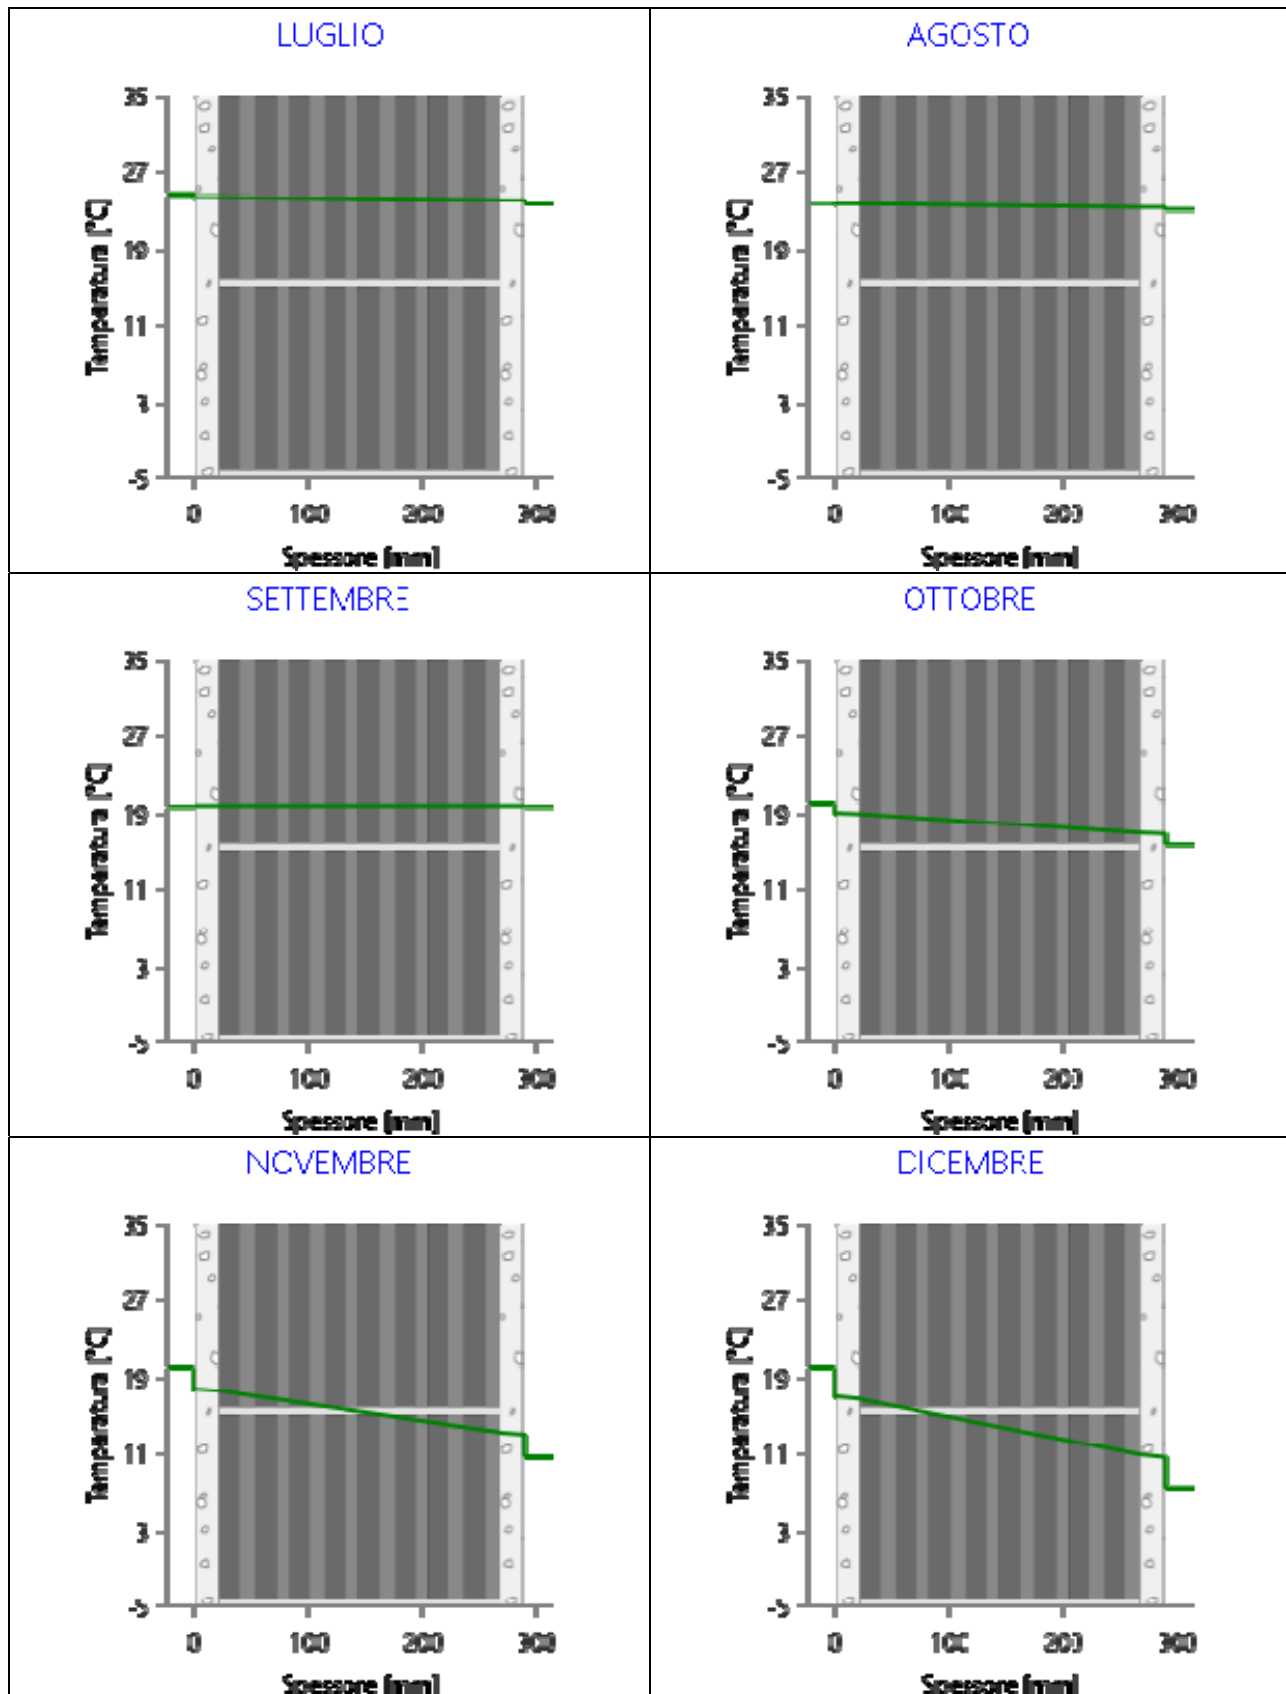 LUGLIO
35
27
19
11
3
-5
Temperatura [°C]
0 100 200 300
Spessore [mm]
AGOSTO
35
27
19
11
3
-5
Temperatura [°C]
0 100 200 300
Spessore [mm]
SETTEMBRE
35
27
19
11
3
-5
Temperatura [°C]
0 100 200 300
Spessore [mm]
OTTOBRE
35
27
19
11
3
-5
Temperatura [°C]
0 100 200 300
Spessore [mm]
NOVEMBRE
35
27
19
11
3
-5
Temperatura [°C]
0 100 200 300
Spessore [mm]
DICEMBRE
35
27
19
11
3
-5
Temperatura [°C]
0 100 200 300
Spessore [mm]